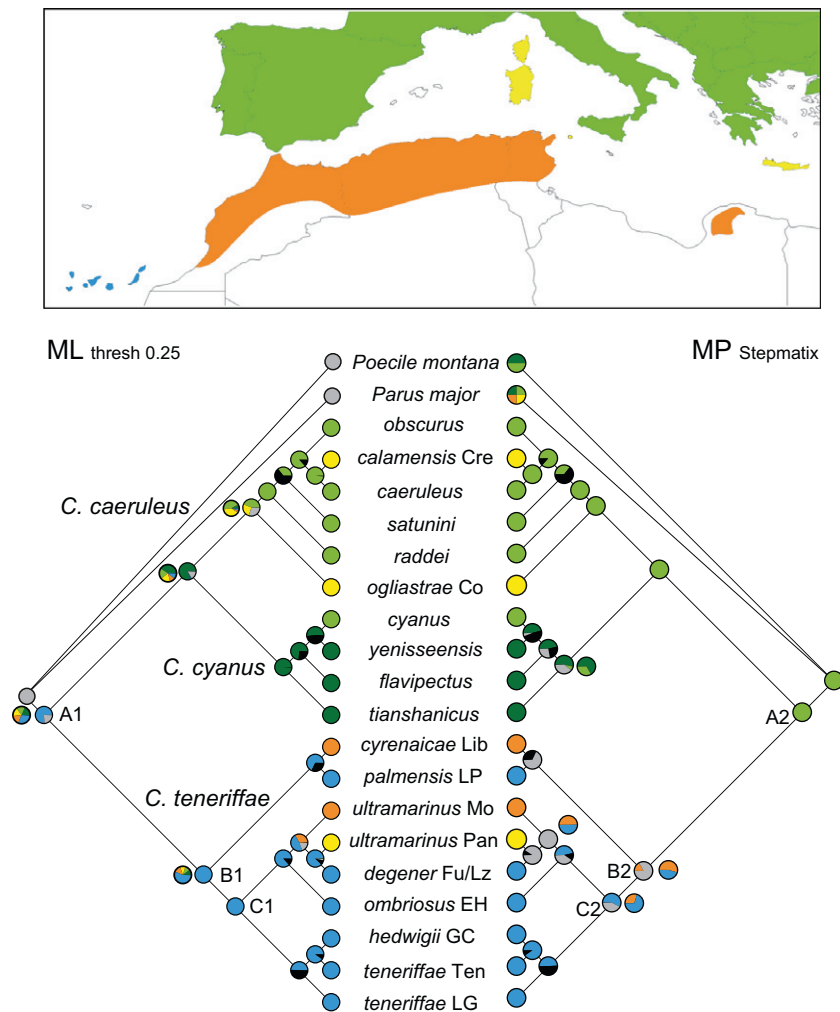 ML thresh 0.25
MP Stepmatix
Poecile montana
Parus major
obscurus
calamensis Cre
C. caeruleus
caeruleus
satunini
raddei
ogliastrae Co
cyanus
yenisseensis
C. cyanus
flavipectus
tianshanicus
A1
A2
cyrenaicae Lib
C. teneriffae
palmensis LP
ultramarinus Mo
ultramarinus Pan
B1
degener Fu/Lz
B2
C1
ombriosus EH
C2
hedwigii GC
teneriffae Ten
teneriffae LG